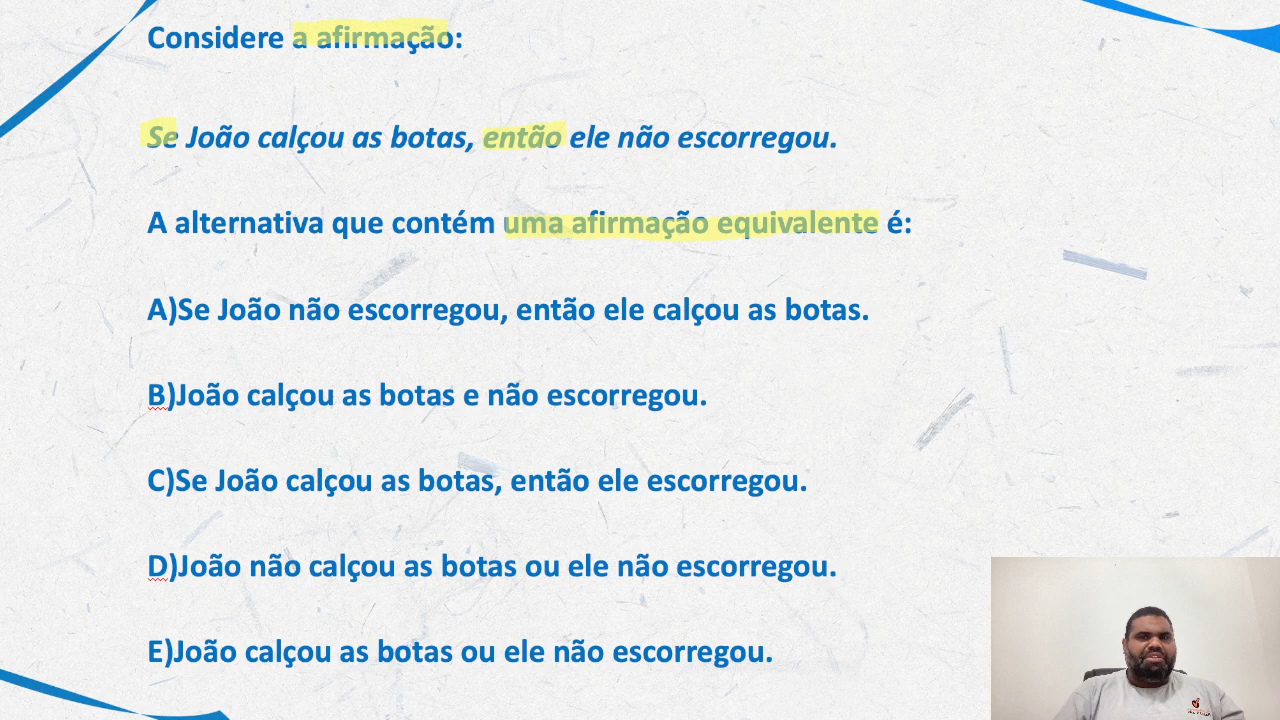 Considere a afirmação:
Se João calçou as botas, então ele não escorregou.
A alternativa que contém uma afirmação equivalente é:
A)Se João não escorregou, então ele calçou as botas.
B)João calçou as botas e não escorregou.
C)Se João calçou as botas, então ele escorregou.
D)João não calçou as botas ou ele não escorregou.
E)João calçou as botas ou ele não escorregou.